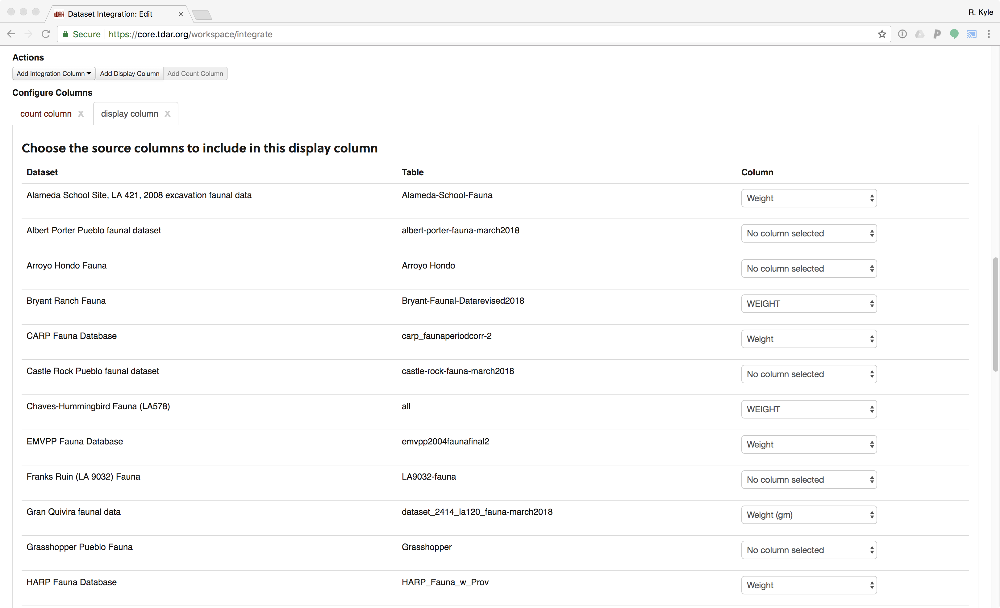 tDAR Dataset Integration: Edit ×
R. Kyle
Secure https://core.tdar.org/workspace/integrate
Actions
Add Integration Column Add Display Column Add Count Column
Configure Columns
count column x display column x
Choose the source columns to include in this display column
Dataset Table Column
Alameda School Site, LA 421, 2008 excavation faunal data Alameda-School-Fauna Weight
Albert Porter Pueblo faunal dataset albert-porter-fauna-march2018 No column selected
Arroyo Hondo Fauna Arroyo Hondo No column selected
Bryant Ranch Fauna Bryant-Faunal-Datarevised2018 WEIGHT
CARP Fauna Database carp_faunaperiodcorr-2 Weight
Castle Rock Pueblo faunal dataset castle-rock-fauna-march2018 No column selected
Chaves-Hummingbird Fauna (LA578) all WEIGHT
EMVPP Fauna Database emvpp2004faunafinal2 Weight
Franks Ruin (LA 9032) Fauna LA9032-fauna No column selected
Gran Quivira faunal data dataset_2414_la120_fauna-march2018 Weight (gm)
Grasshopper Pueblo Fauna Grasshopper No column selected
HARP Fauna Database HARP_Fauna_w_Prov Weight